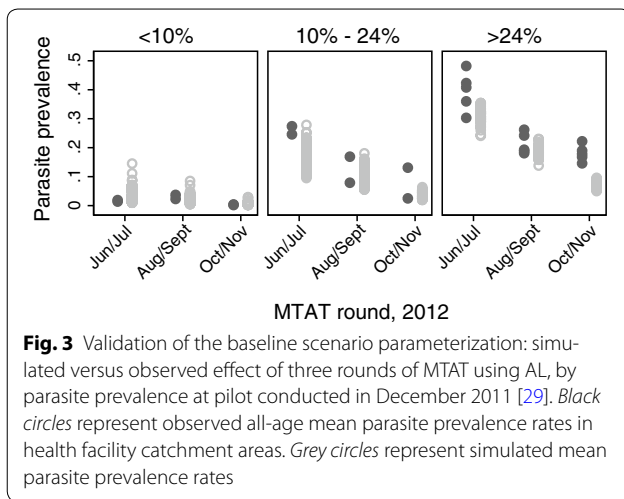 <10%
10% - 24%
>24%
Parasite prevalence
.5
.4
.3
.2
.1
0
Jun/Jul
Aug/Sept
Oct/Nov
Jun/Jul
Aug/Sept
Oct/Nov
Jun/Jul
Aug/Sept
Oct/Nov
MTAT round, 2012
Fig. 3 Validation of the baseline scenario parameterization: simu-
lated versus observed effect of three rounds of MTAT using AL, by
parasite prevalence at pilot conducted in December 2011 [29]. Black
circles represent observed all-age mean parasite prevalence rates in
health facility catchment areas. Grey circles represent simulated mean
parasite prevalence rates